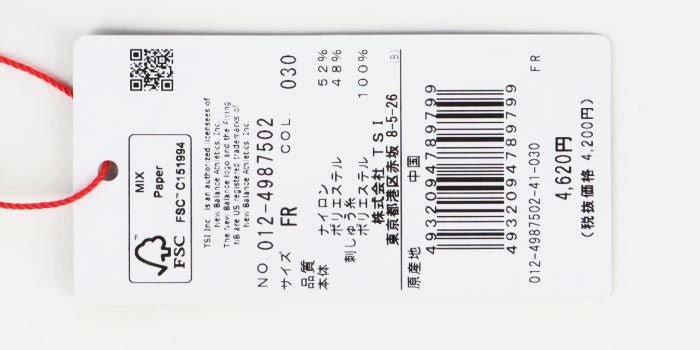 MIX
Paper
FSC™ C151994
FSC
TSI Inc. is an authorized licensees of
New Balance Athletics, Inc.
The New Balance logo and the Flying
NB are US registered trademarks of
New Balance Athletics, Inc.
NO. 012-4987502
サイズ FR COL. 030
品質
本体 ナイロン 52%
ポリエステル 48%
刺しゅう糸
ポリエステル 100%
株式会社 TSI
東京都港区赤坂 8-5-26 (8)
原産地 中国
4932094789799
4932094789799
012-4987502-41-030 FR
4,620円
(税抜価格 4,200円)